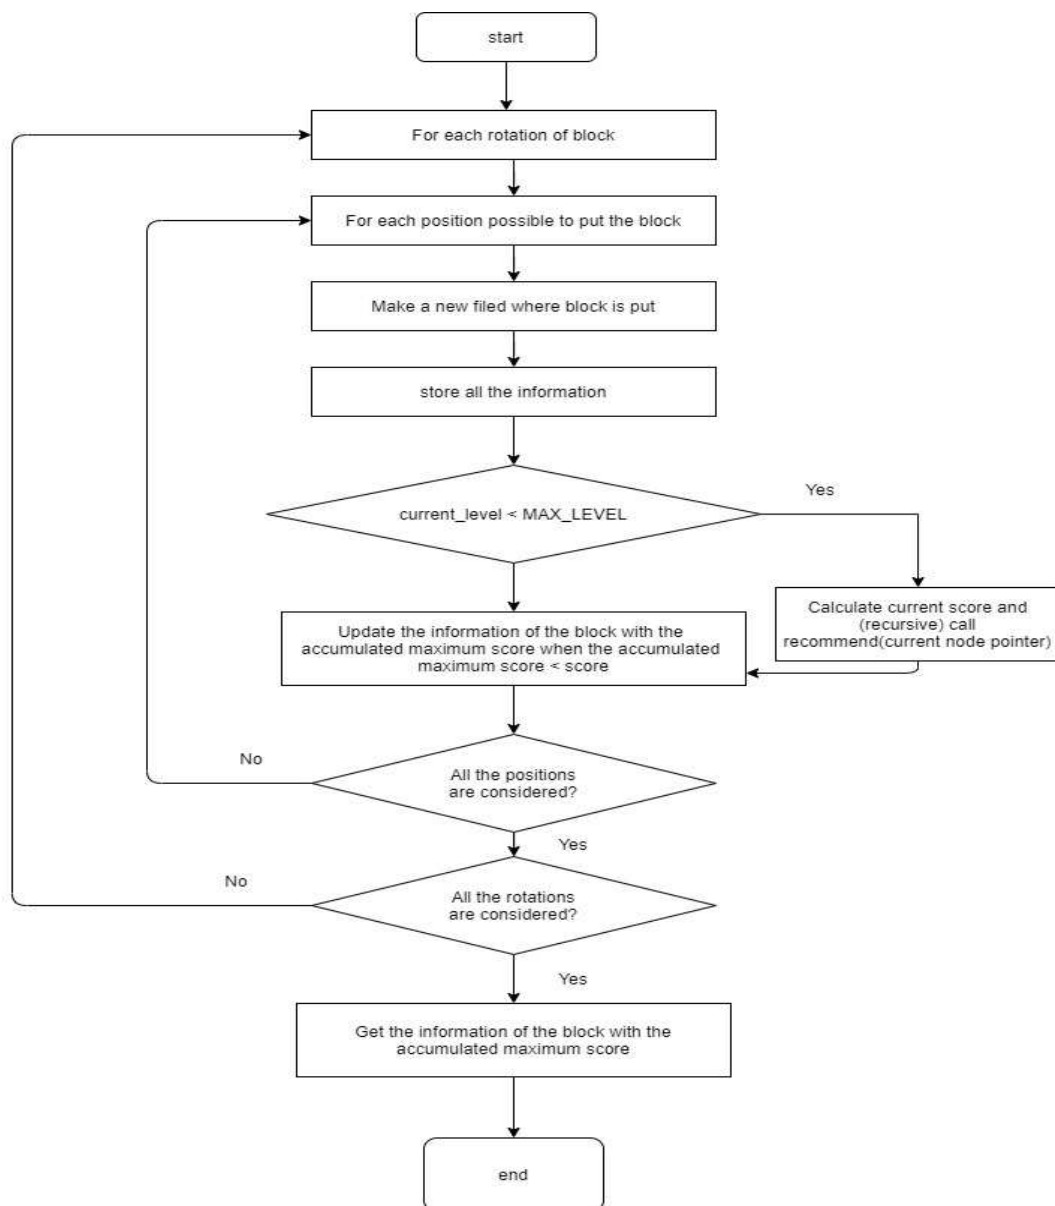 start
For each rotation of block
For each position possible to put the block
Make a new filed where block is put
store all the information
current_level < MAX_LEVEL
Yes
Calculate current score and
(recursive) call
recommend(current node pointer)
Update the information of the block with the
accumulated maximum score when the accumulated
maximum score < score
No
All the positions
are considered?
Yes
No
All the rotations
are considered?
Yes
Get the information of the block with the
accumulated maximum score
end